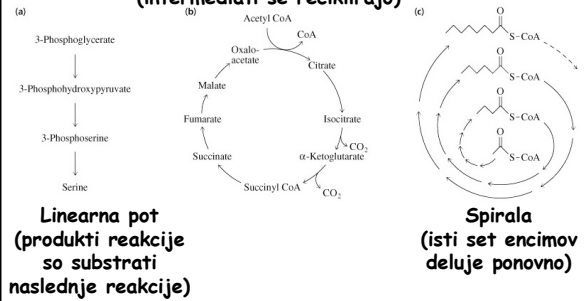 (intermediati se reciklirajo)
(a)
3-Phosphoglycerate
3-Phosphohydroxypyruvate
3-Phosphoserine
Serine
Linearna pot
(produkti reakcije
so substrati
naslednje reakcije)
(b)
Acetyl CoA
CoA
Oxalo-
acetate
Citrate
Malate
Fumarate
Isocitrate
CO₂
Succinate
α-Ketoglutarate
Succinyl CoA
CO₂
(c)
O
S-CoA
O
S-CoA
O
S-CoA
O
S-CoA
Spirala
(isti set encimov
deluje ponovno)